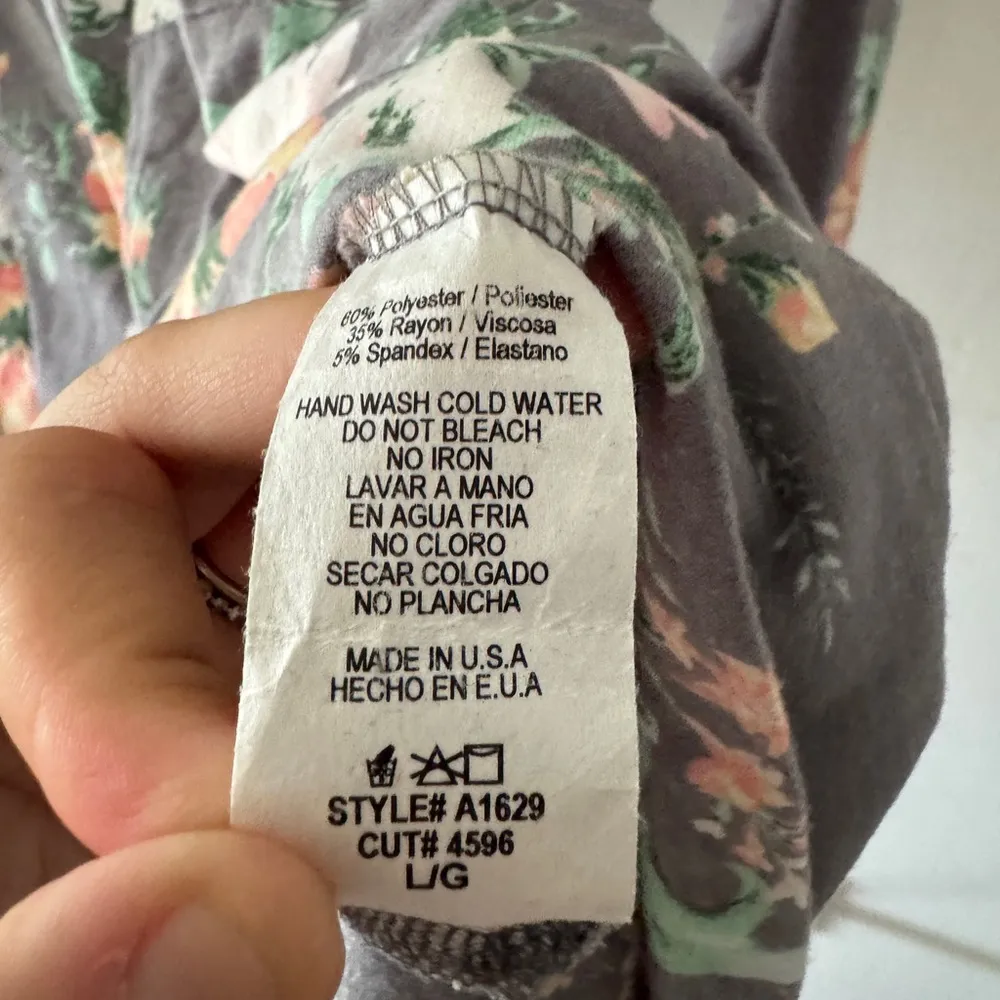 60% Polyester / Poliester
35% Rayon / Viscosa
5% Spandex / Elastano
HAND WASH COLD WATER
DO NOT BLEACH
NO IRON
LAVAR A MANO
EN AGUA FRIA
NO CLORO
SECAR COLGADO
NO PLANCHA
MADE IN U.S.A
HECHO EN E.U.A
STYLE# A1629
CUT# 4596
L/G